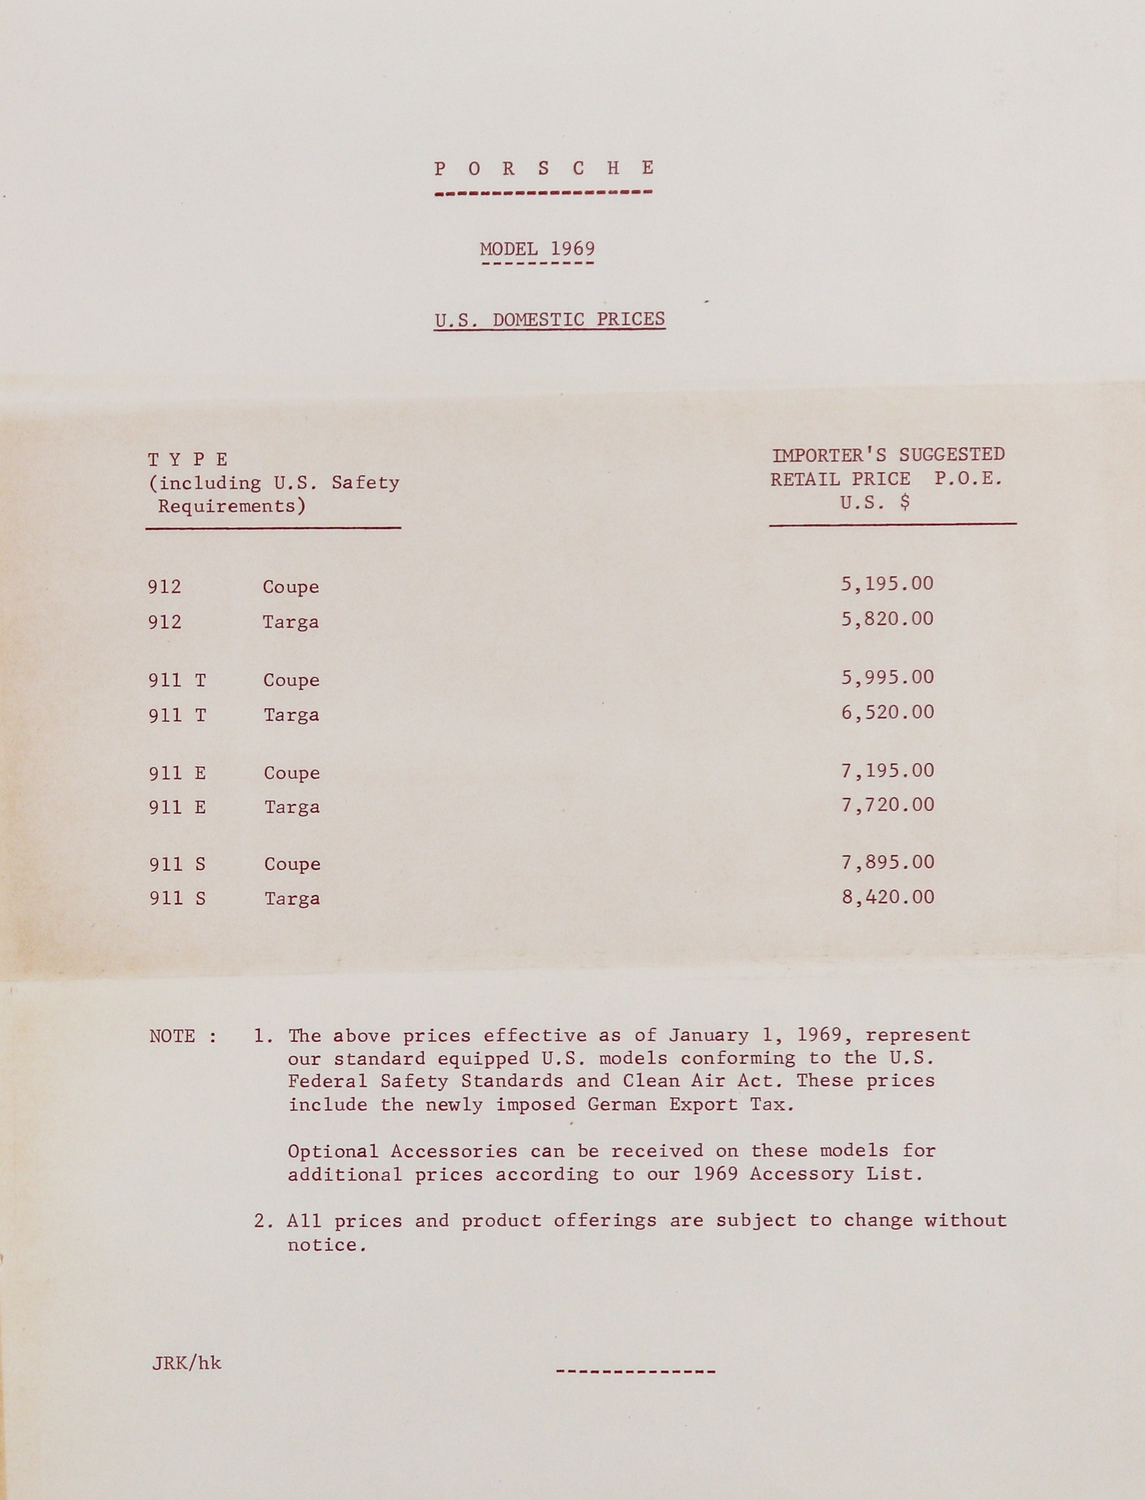 P O R S C H E
MODEL 1969
U.S. DOMESTIC PRICES
T Y P E
(including U.S. Safety
Requirements)
IMPORTER'S SUGGESTED
RETAIL PRICE P.O.E.
U.S. $
912 Coupe 5,195.00
912 Targa 5,820.00
911 T Coupe 5,995.00
911 T Targa 6,520.00
911 E Coupe 7,195.00
911 E Targa 7,720.00
911 S Coupe 7,895.00
911 S Targa 8,420.00
NOTE : 1. The above prices effective as of January 1, 1969, represent
our standard equipped U.S. models conforming to the U.S.
Federal Safety Standards and Clean Air Act. These prices
include the newly imposed German Export Tax.
Optional Accessories can be received on these models for
additional prices according to our 1969 Accessory List.
2. All prices and product offerings are subject to change without
notice.
JRK/hk